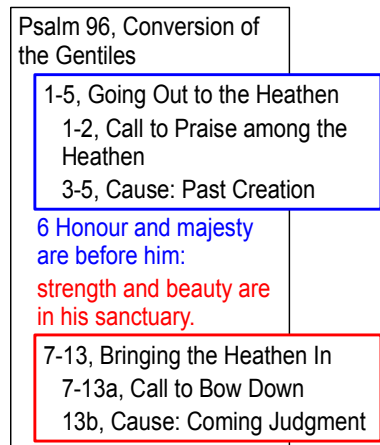 Psalm 96, Conversion of
the Gentiles
1-5, Going Out to the Heathen
1-2, Call to Praise among the
Heathen
3-5, Cause: Past Creation
6 Honour and majesty
are before him:
strength and beauty are
in his sanctuary.
7-13, Bringing the Heathen In
7-13a, Call to Bow Down
13b, Cause: Coming Judgment